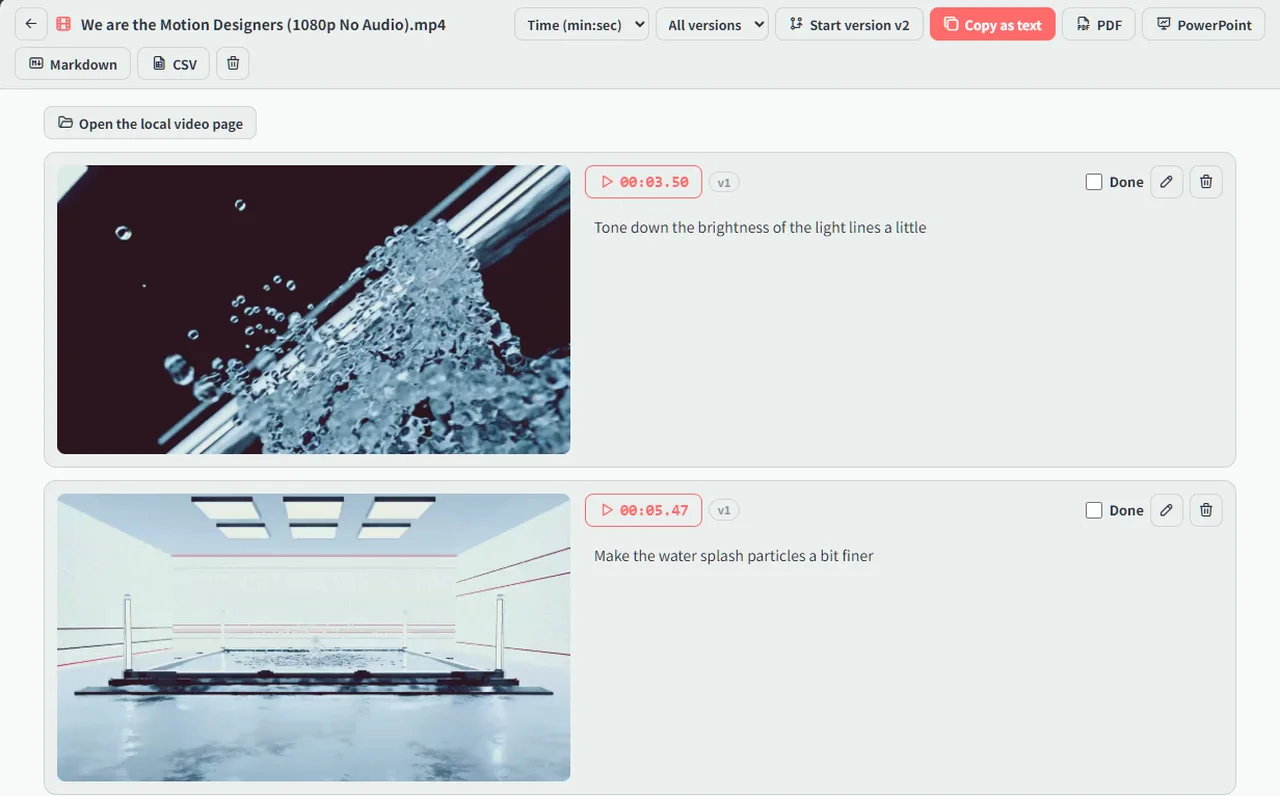 We are the Motion Designers (1080p No Audio).mp4
Time (min:sec)
All versions
Start version v2
Copy as text
PDF
PowerPoint
Markdown
CSV
Open the local video page
00:03.50
v1
Done
Tone down the brightness of the light lines a little
00:05.47
v1
Done
Make the water splash particles a bit finer